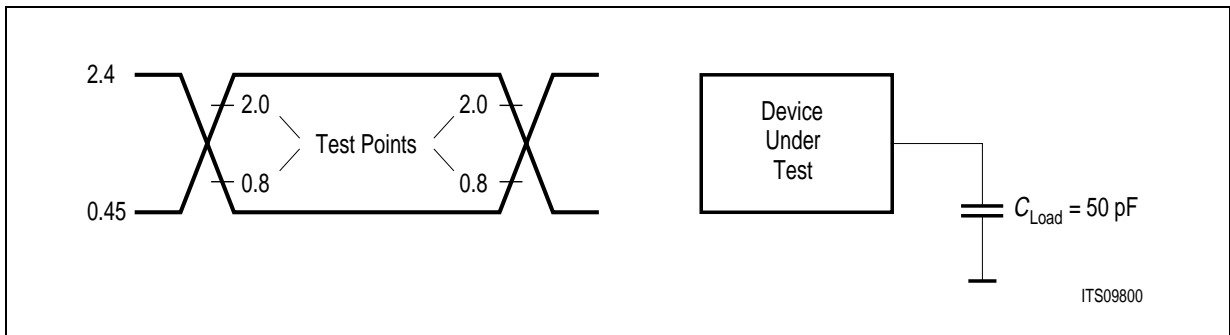 2.4
2.0
2.0
Test Points
0.8
0.8
0.45
Device
Under
Test
C Load = 50 pF
ITS09800